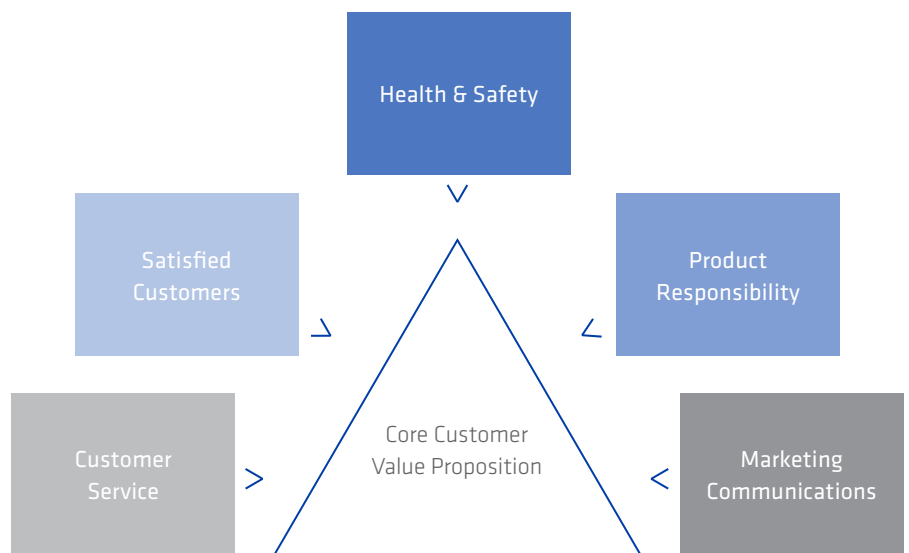 Health & Safety
Satisfied
Customers
Product
Responsibility
Core Customer
Value Proposition
Customer
Service
Marketing
Communications